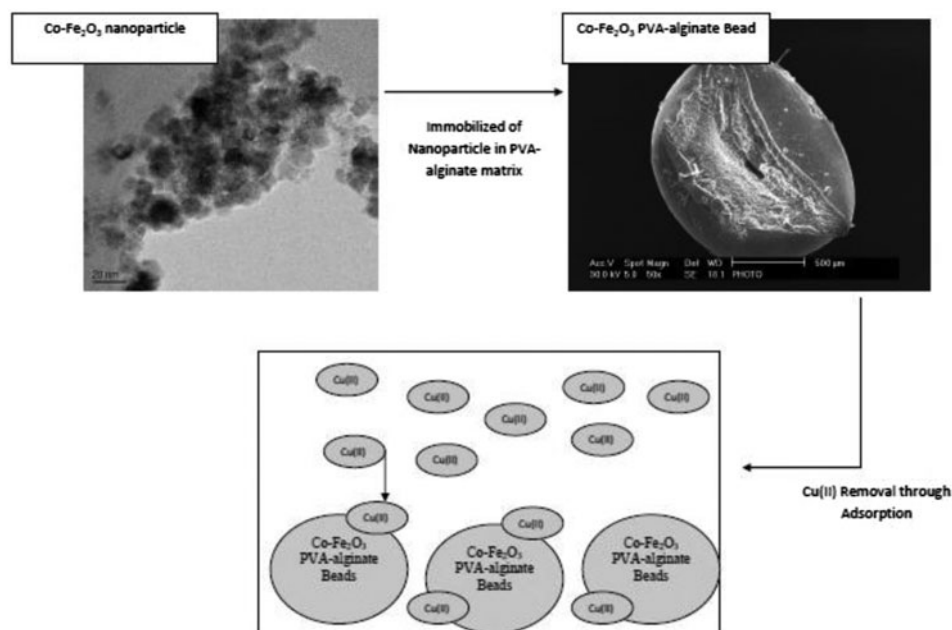 Co-Fe₂O₃ nanoparticle
Co-Fe₂O₃ PVA-alginate Bead
Immobilized of
Nanoparticle in PVA-
alginate matrix
20 nm
Acc.V Spot Magn Det WD 500 µm
30.0 kV 5.0 50x SE 18.1 PHOTO
Cu(II)
Cu(II)
Cu(II)
Cu(II)
Cu(II)
Cu(II)
Cu(II)
Cu(II)
Cu(II)
Cu(II) Removal through
Adsorption
Cu(II)
Cu(II)
Co-Fe₂O₃
PVA-alginate
Beads
Co-Fe₂O₃
PVA-alginate
Beads
Co-Fe₂O₃
PVA-alginate
Beads
Cu(II)
Cu(II)